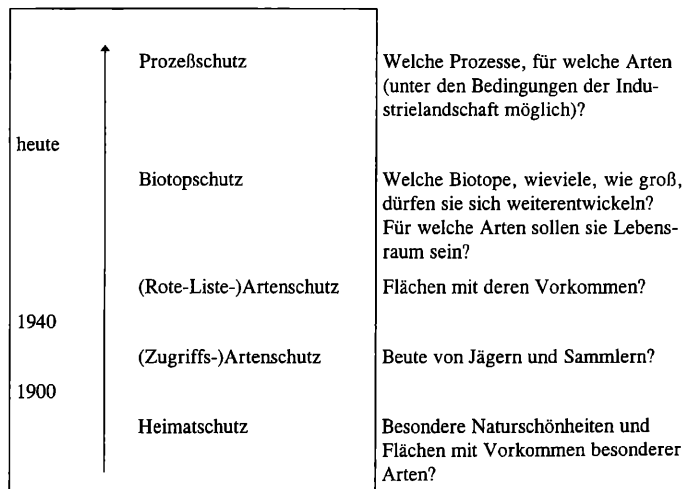 Prozeßschutz Welche Prozesse, für welche Arten
(unter den Bedingungen der Indu-
strielandschaft möglich)?
heute
Biotopschutz Welche Biotope, wieviele, wie groß,
dürfen sie sich weiterentwickeln?
Für welche Arten sollen sie Lebens-
raum sein?
(Rote-Liste-)Artenschutz Flächen mit deren Vorkommen?
1940
(Zugriffs-)Artenschutz Beute von Jägern und Sammlern?
1900
Heimatschutz Besondere Naturschönheiten und
Flächen mit Vorkommen besonderer
Arten?